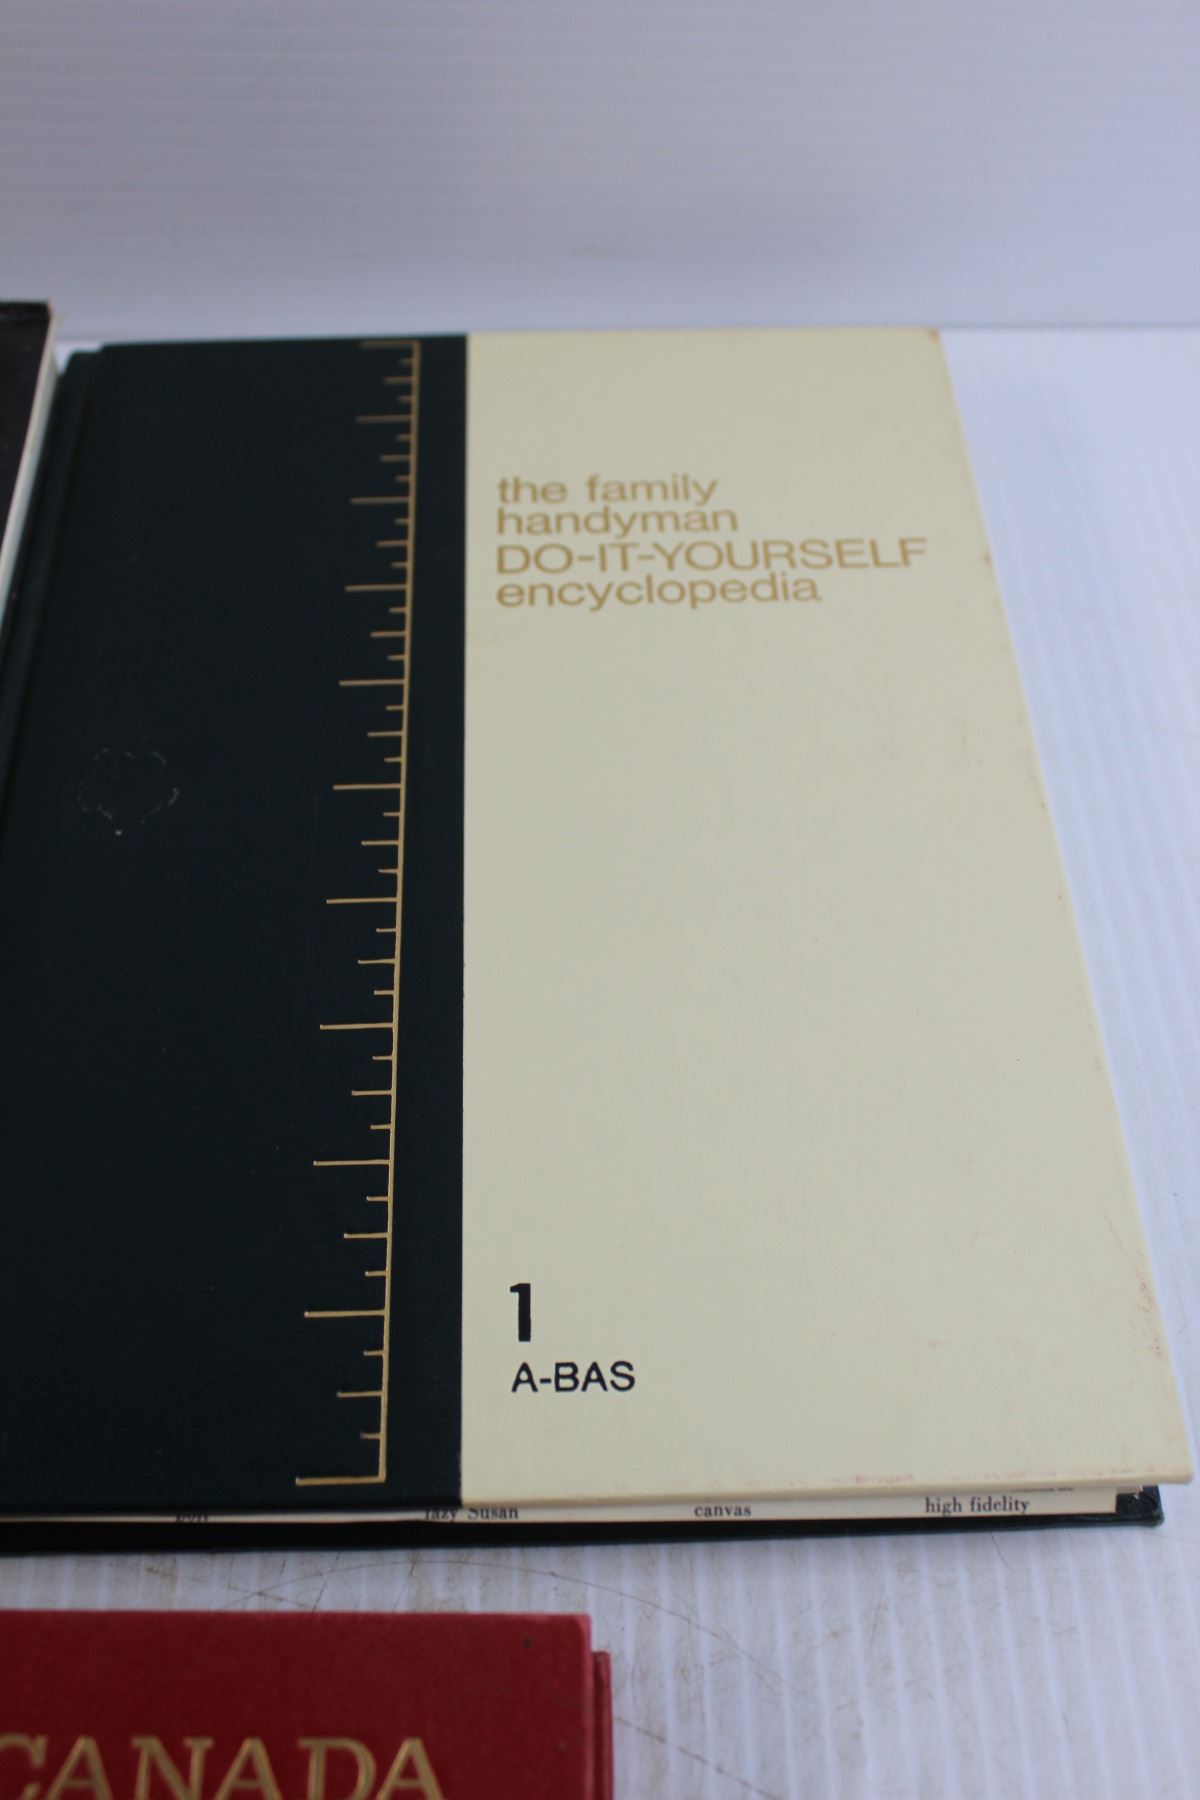 the family
handyman
DO-IT-YOURSELF
encyclopedia
1
A-BAS
lazy Susan
canvas
high fidelity
CANADA